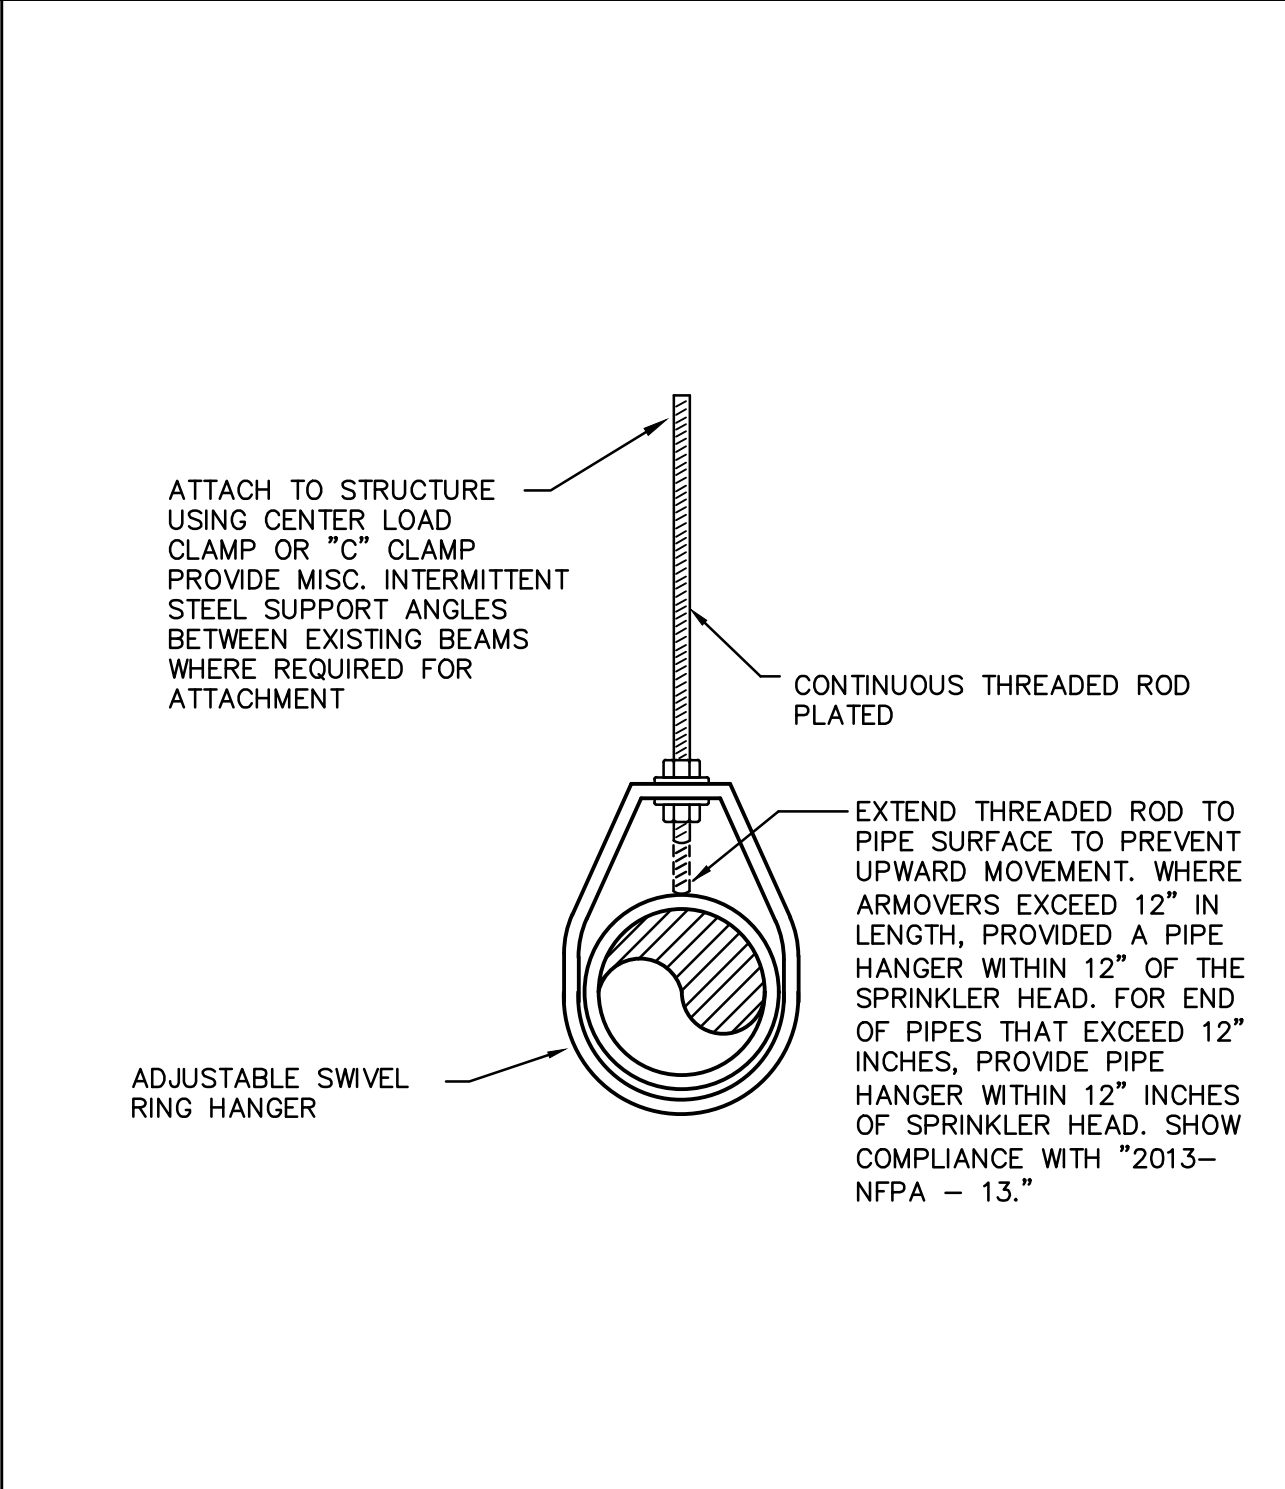 ATTACH TO STRUCTURE
USING CENTER LOAD
CLAMP OR "C" CLAMP
PROVIDE MISC. INTERMITTENT
STEEL SUPPORT ANGLES
BETWEEN EXISTING BEAMS
WHERE REQUIRED FOR
ATTACHMENT
CONTINUOUS THREADED ROD
PLATED
EXTEND THREADED ROD TO
PIPE SURFACE TO PREVENT
UPWARD MOVEMENT. WHERE
ARMOVERS EXCEED 12" IN
LENGTH, PROVIDED A PIPE
HANGER WITHIN 12" OF THE
SPRINKLER HEAD. FOR END
OF PIPES THAT EXCEED 12"
INCHES, PROVIDE PIPE
HANGER WITHIN 12" INCHES
OF SPRINKLER HEAD. SHOW
COMPLIANCE WITH "2013–
NFPA – 13."
ADJUSTABLE SWIVEL
RING HANGER